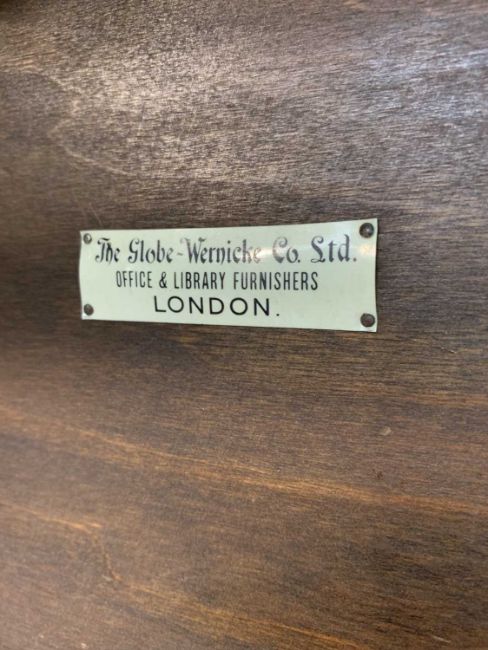 The Globe-Wernicke Co. Ltd.
OFFICE & LIBRARY FURNISHERS
LONDON.